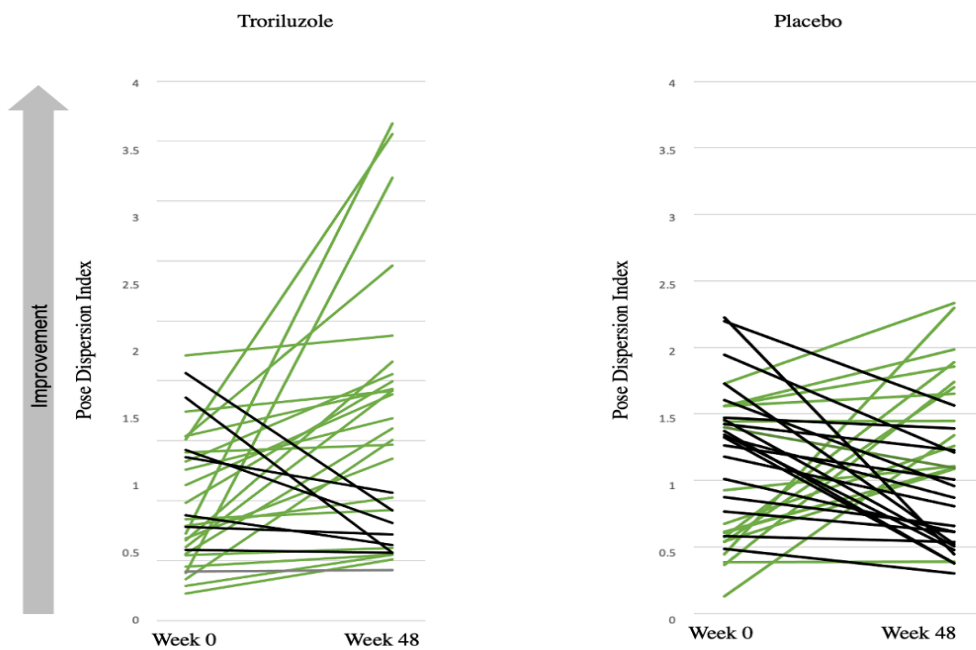 Troriluzole
Placebo
Improvement
Pose Dispersion Index
4
3.5
3
2.5
2
1.5
1
0.5
0
Week 0
Week 48
Pose Dispersion Index
4
3.5
3
2.5
2
1.5
1
0.5
0
Week 0
Week 48